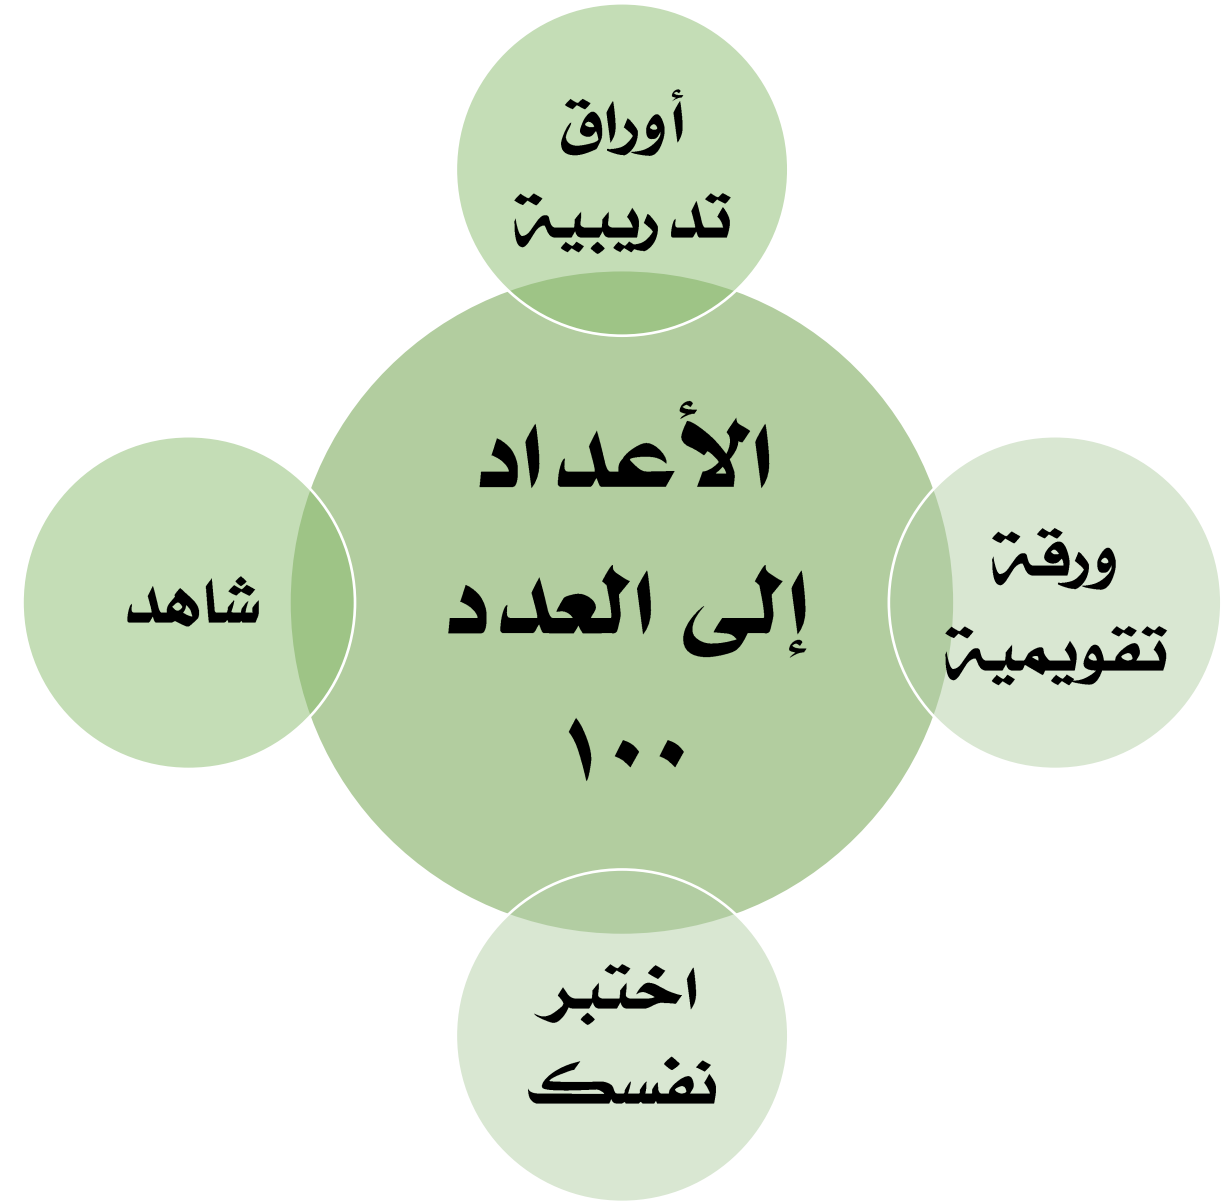 أوراق
تدريبية
الأعداد
إلى العدد
١٠٠
ورقة
تقويمية
شاهد
اختبر
نفسك